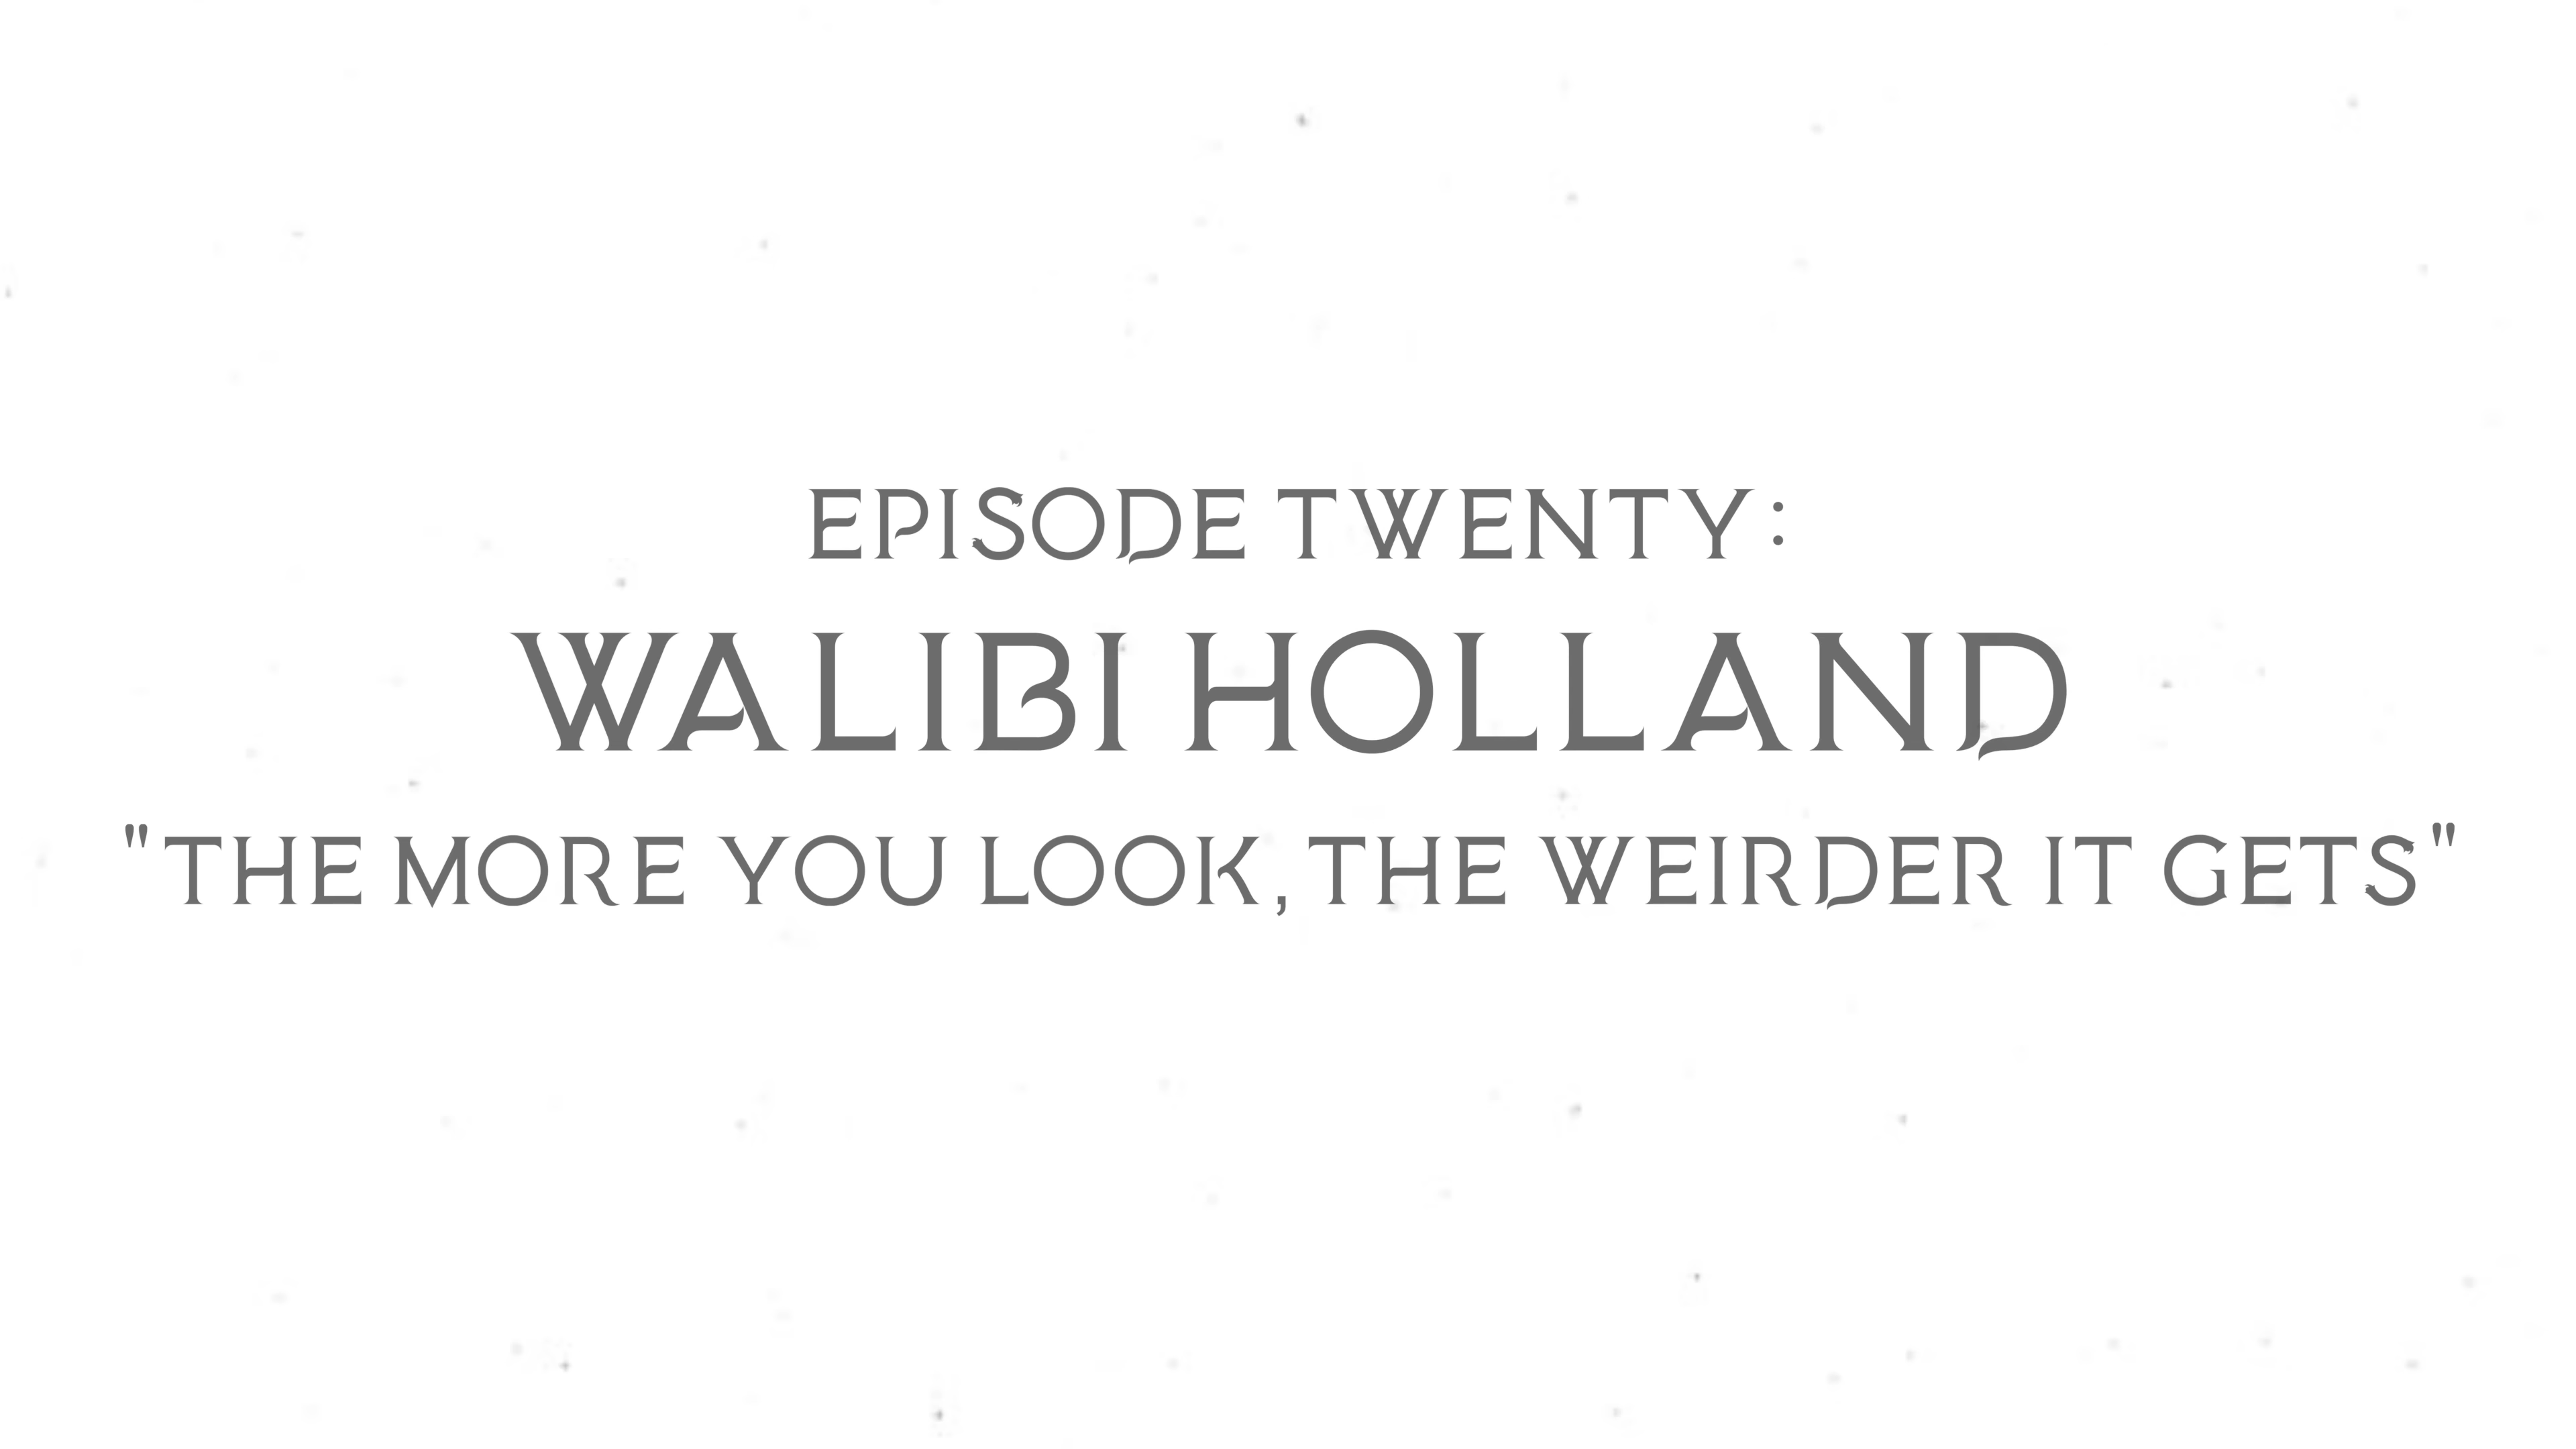 EPISODE TWENTY:
WALIBI HOLLAND
"THE MORE YOU LOOK, THE WEIRDER IT GETS"